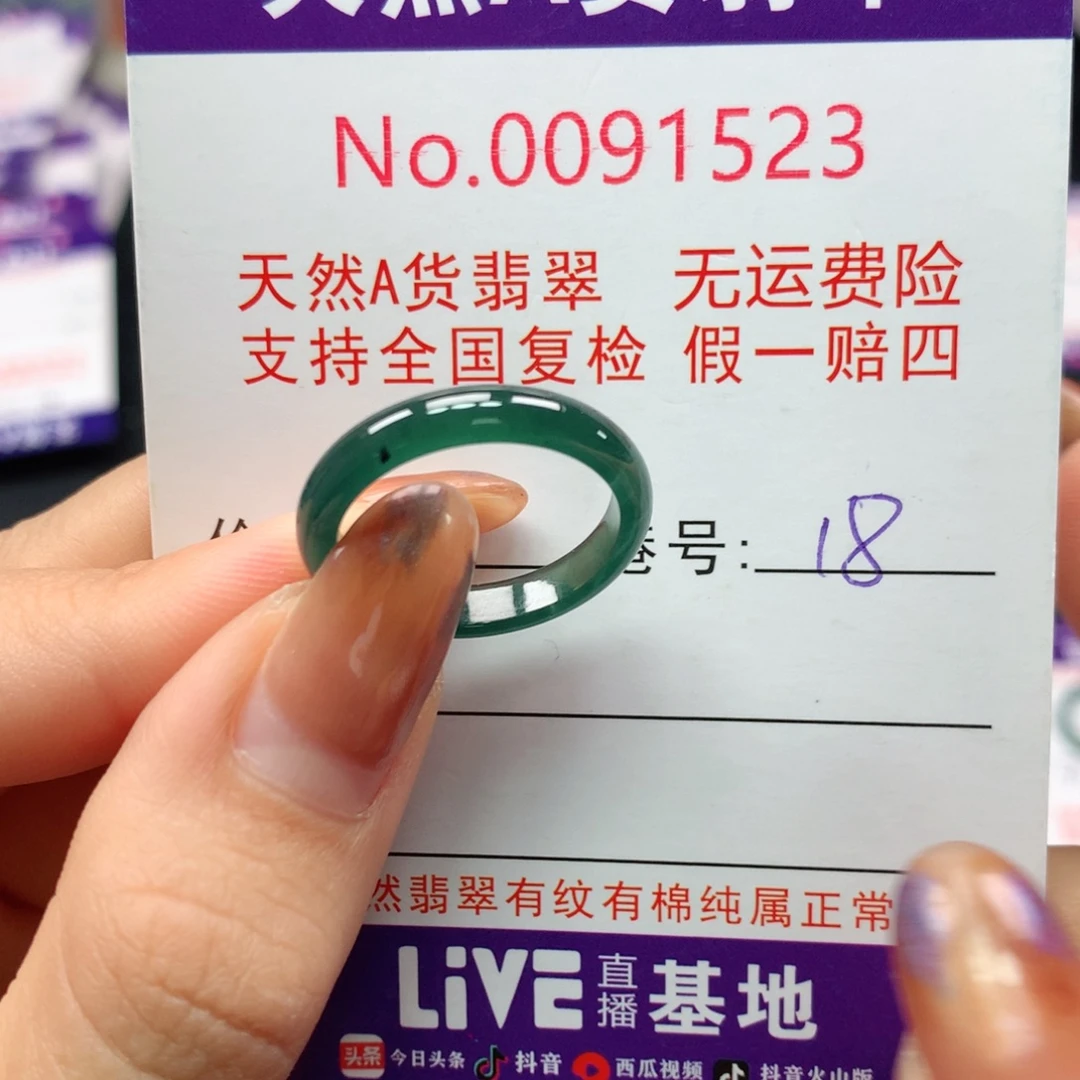 No.0091523
天然A货翡翠 无运费险
支持全国复检 假一赔四
号: 18
然翡翠有纹有棉纯属正常
LiVE 直播 基地
头条 今日头条 抖音 西瓜视频 抖音火山版